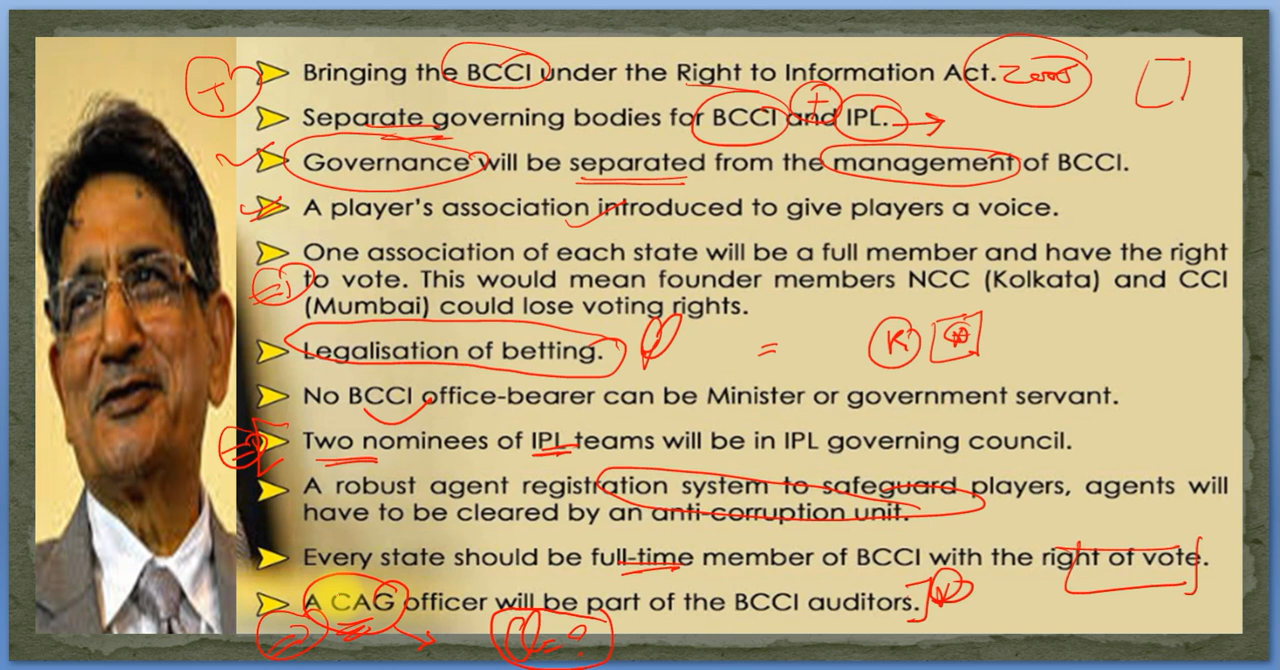 Bringing the BCCI under the Right to Information Act.
Separate governing bodies for BCCI and IPL.
Governance will be separated from the management of BCCI.
A player's association introduced to give players a voice.
One association of each state will be a full member and have the right
to vote. This would mean founder members NCC (Kolkata) and CCI
(Mumbai) could lose voting rights.
Legalisation of betting.
No BCCI office-bearer can be Minister or government servant.
Two nominees of IPL teams will be in IPL governing council.
A robust agent registration system to safeguard players, agents will
have to be cleared by an anti-corruption unit.
Every state should be full-time member of BCCI with the right of vote.
A CAG officer will be part of the BCCI auditors.